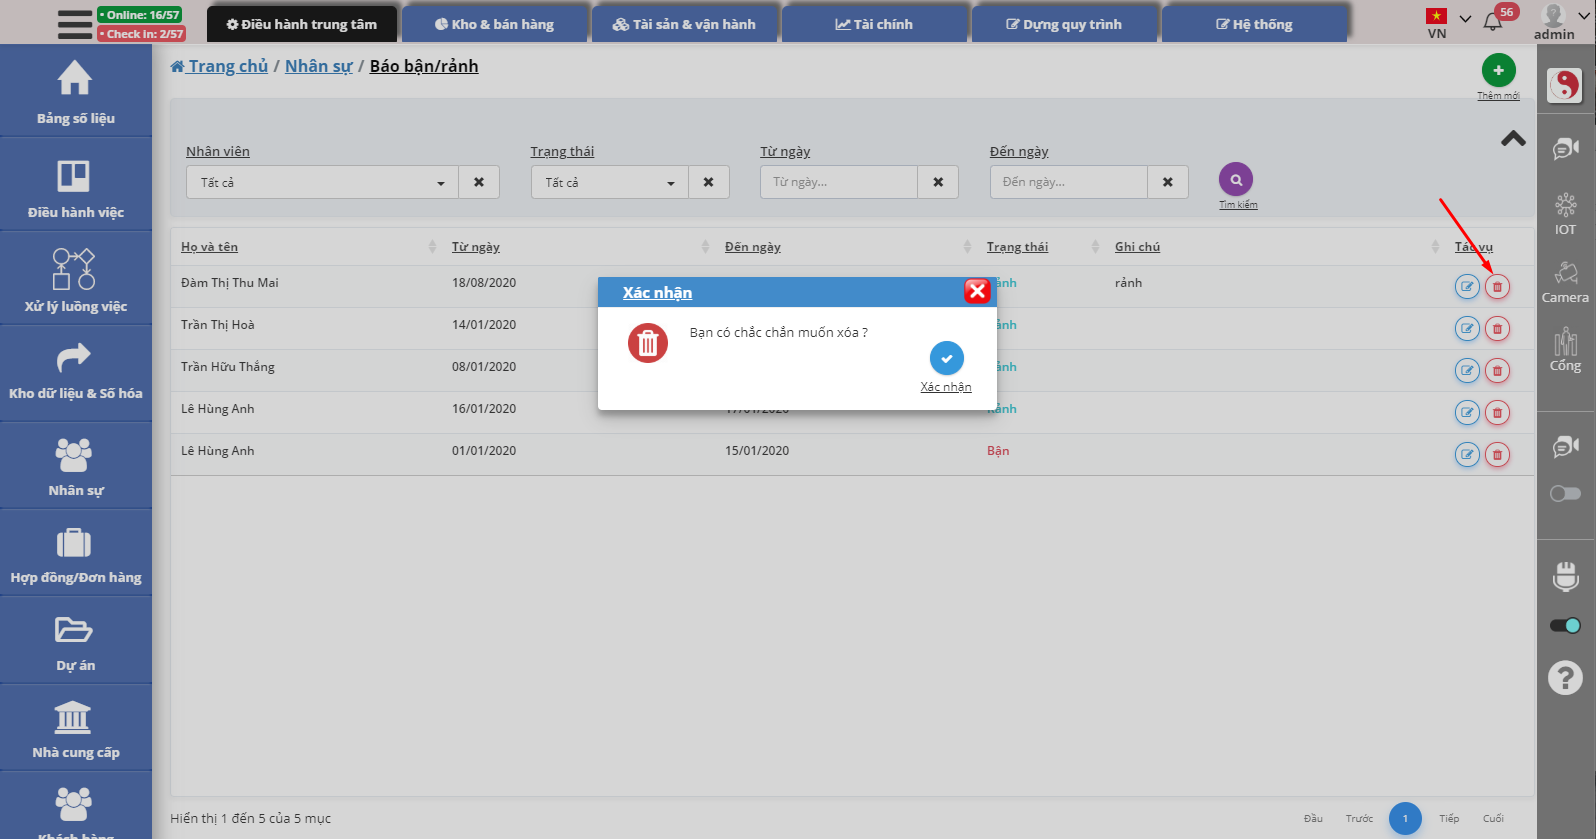 • Online: 16/57
• Check in: 2/57
Điều hành trung tâm
Kho & bán hàng
Tài sản & vận hành
Tài chính
Dựng quy trình
Hệ thống
VN
56
admin
Trang chủ / Nhân sự / Báo bận/rảnh
Thêm mới
Bảng số liệu
Điều hành việc
Xử lý luồng việc
Kho dữ liệu & Số hóa
Nhân sự
Hợp đồng/Đơn hàng
Dự án
Nhà cung cấp
Khách hàng
Nhân viên
Trạng thái
Từ ngày
Đến ngày
Tất cả
Tất cả
Từ ngày...
Đến ngày...
Tìm kiếm
Họ và tên
Từ ngày
Đến ngày
Trạng thái
Ghi chú
Tác vụ
Đàm Thị Thu Mai
18/08/2020
rảnh
Trần Thị Hoà
14/01/2020
Trần Hữu Thắng
08/01/2020
Lê Hùng Anh
16/01/2020
17/01/2020
Rảnh
Lê Hùng Anh
01/01/2020
15/01/2020
Bận
Xác nhận
Bạn có chắc chắn muốn xóa ?
Xác nhận
IOT
Camera
Cổng
Hiển thị 1 đến 5 của 5 mục
Đầu
Trước
1
Tiếp
Cuối